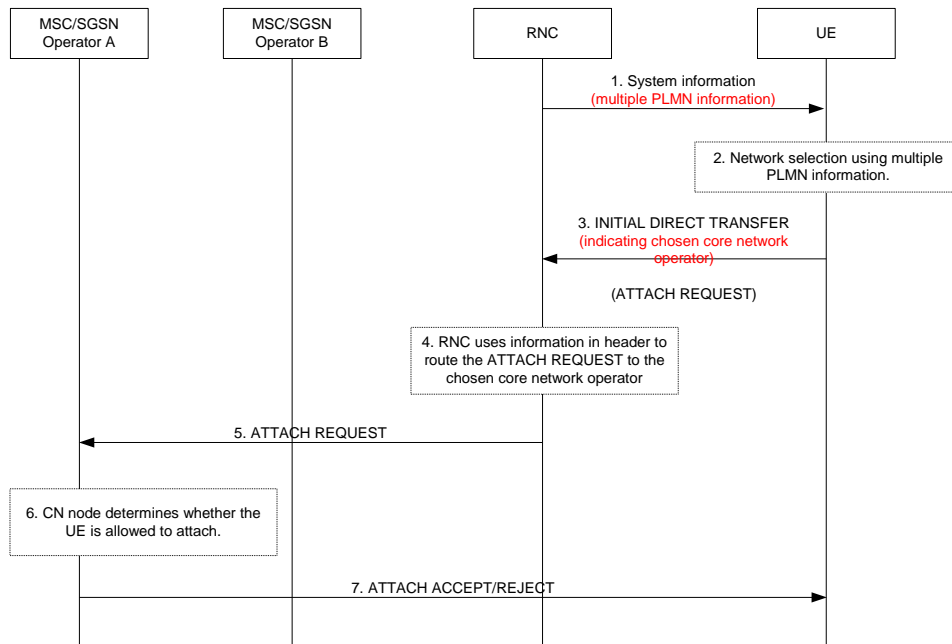 MSC/SGSN
Operator A
MSC/SGSN
Operator B
RNC
UE
1. System information
(multiple PLMN information)
2. Network selection using multiple
PLMN information.
3. INITIAL DIRECT TRANSFER
(indicating chosen core network
operator)
(ATTACH REQUEST)
4. RNC uses information in header to
route the ATTACH REQUEST to the
chosen core network operator
5. ATTACH REQUEST
6. CN node determines whether the
UE is allowed to attach.
7. ATTACH ACCEPT/REJECT